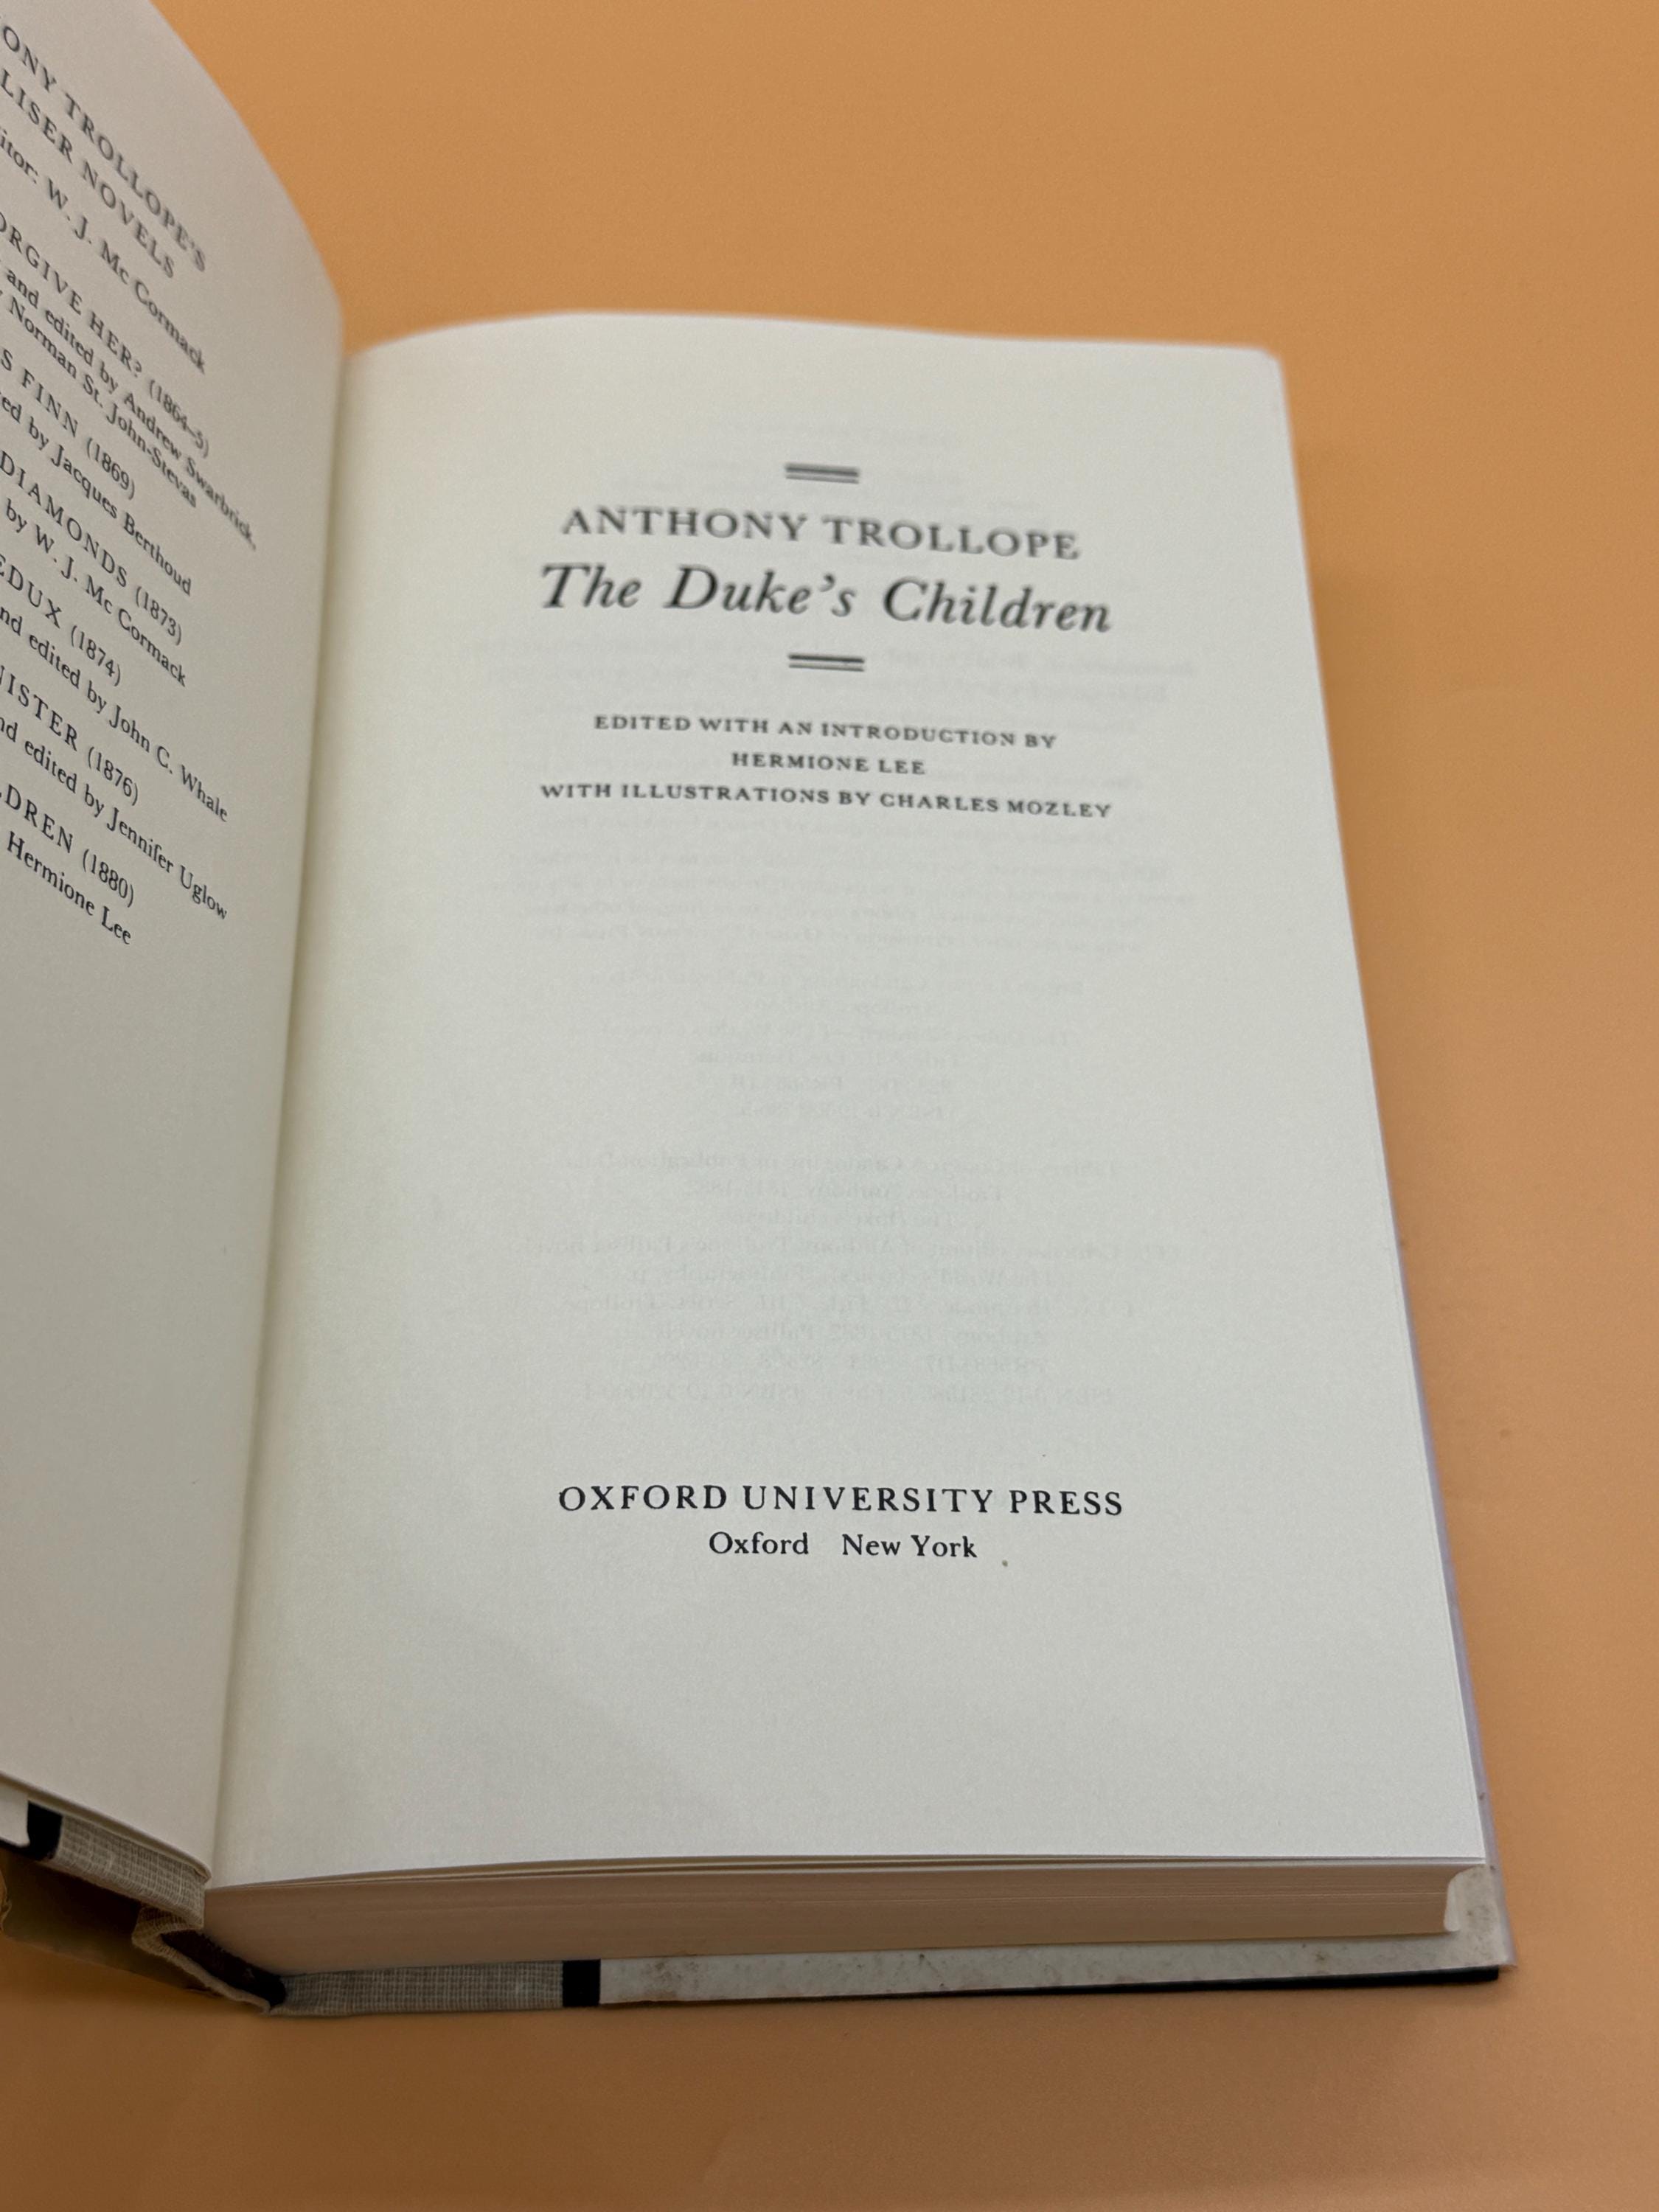 ONY TROLLOPE'S
LISER NOVELS
itor: W. J. Mc Cormack
ORGIVE HER? (1864–5)
and edited by Andrew Swarbrick,
Norman St. John-Stevas
S FINN (1869)
ed by Jacques Berthoud
DIAMONDS (1873)
by W. J. Mc Cormack
EDUX (1874)
nd edited by John C. Whale
NISTER (1876)
nd edited by Jennifer Uglow
LDREN (1880)
Hermione Lee
ANTHONY TROLLOPE
The Duke's Children
EDITED WITH AN INTRODUCTION BY
HERMIONE LEE
WITH ILLUSTRATIONS BY CHARLES MOZLEY
OXFORD UNIVERSITY PRESS
Oxford New York